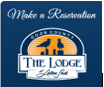 Make a Reservation
DOOR COUNTY
THE LODGE